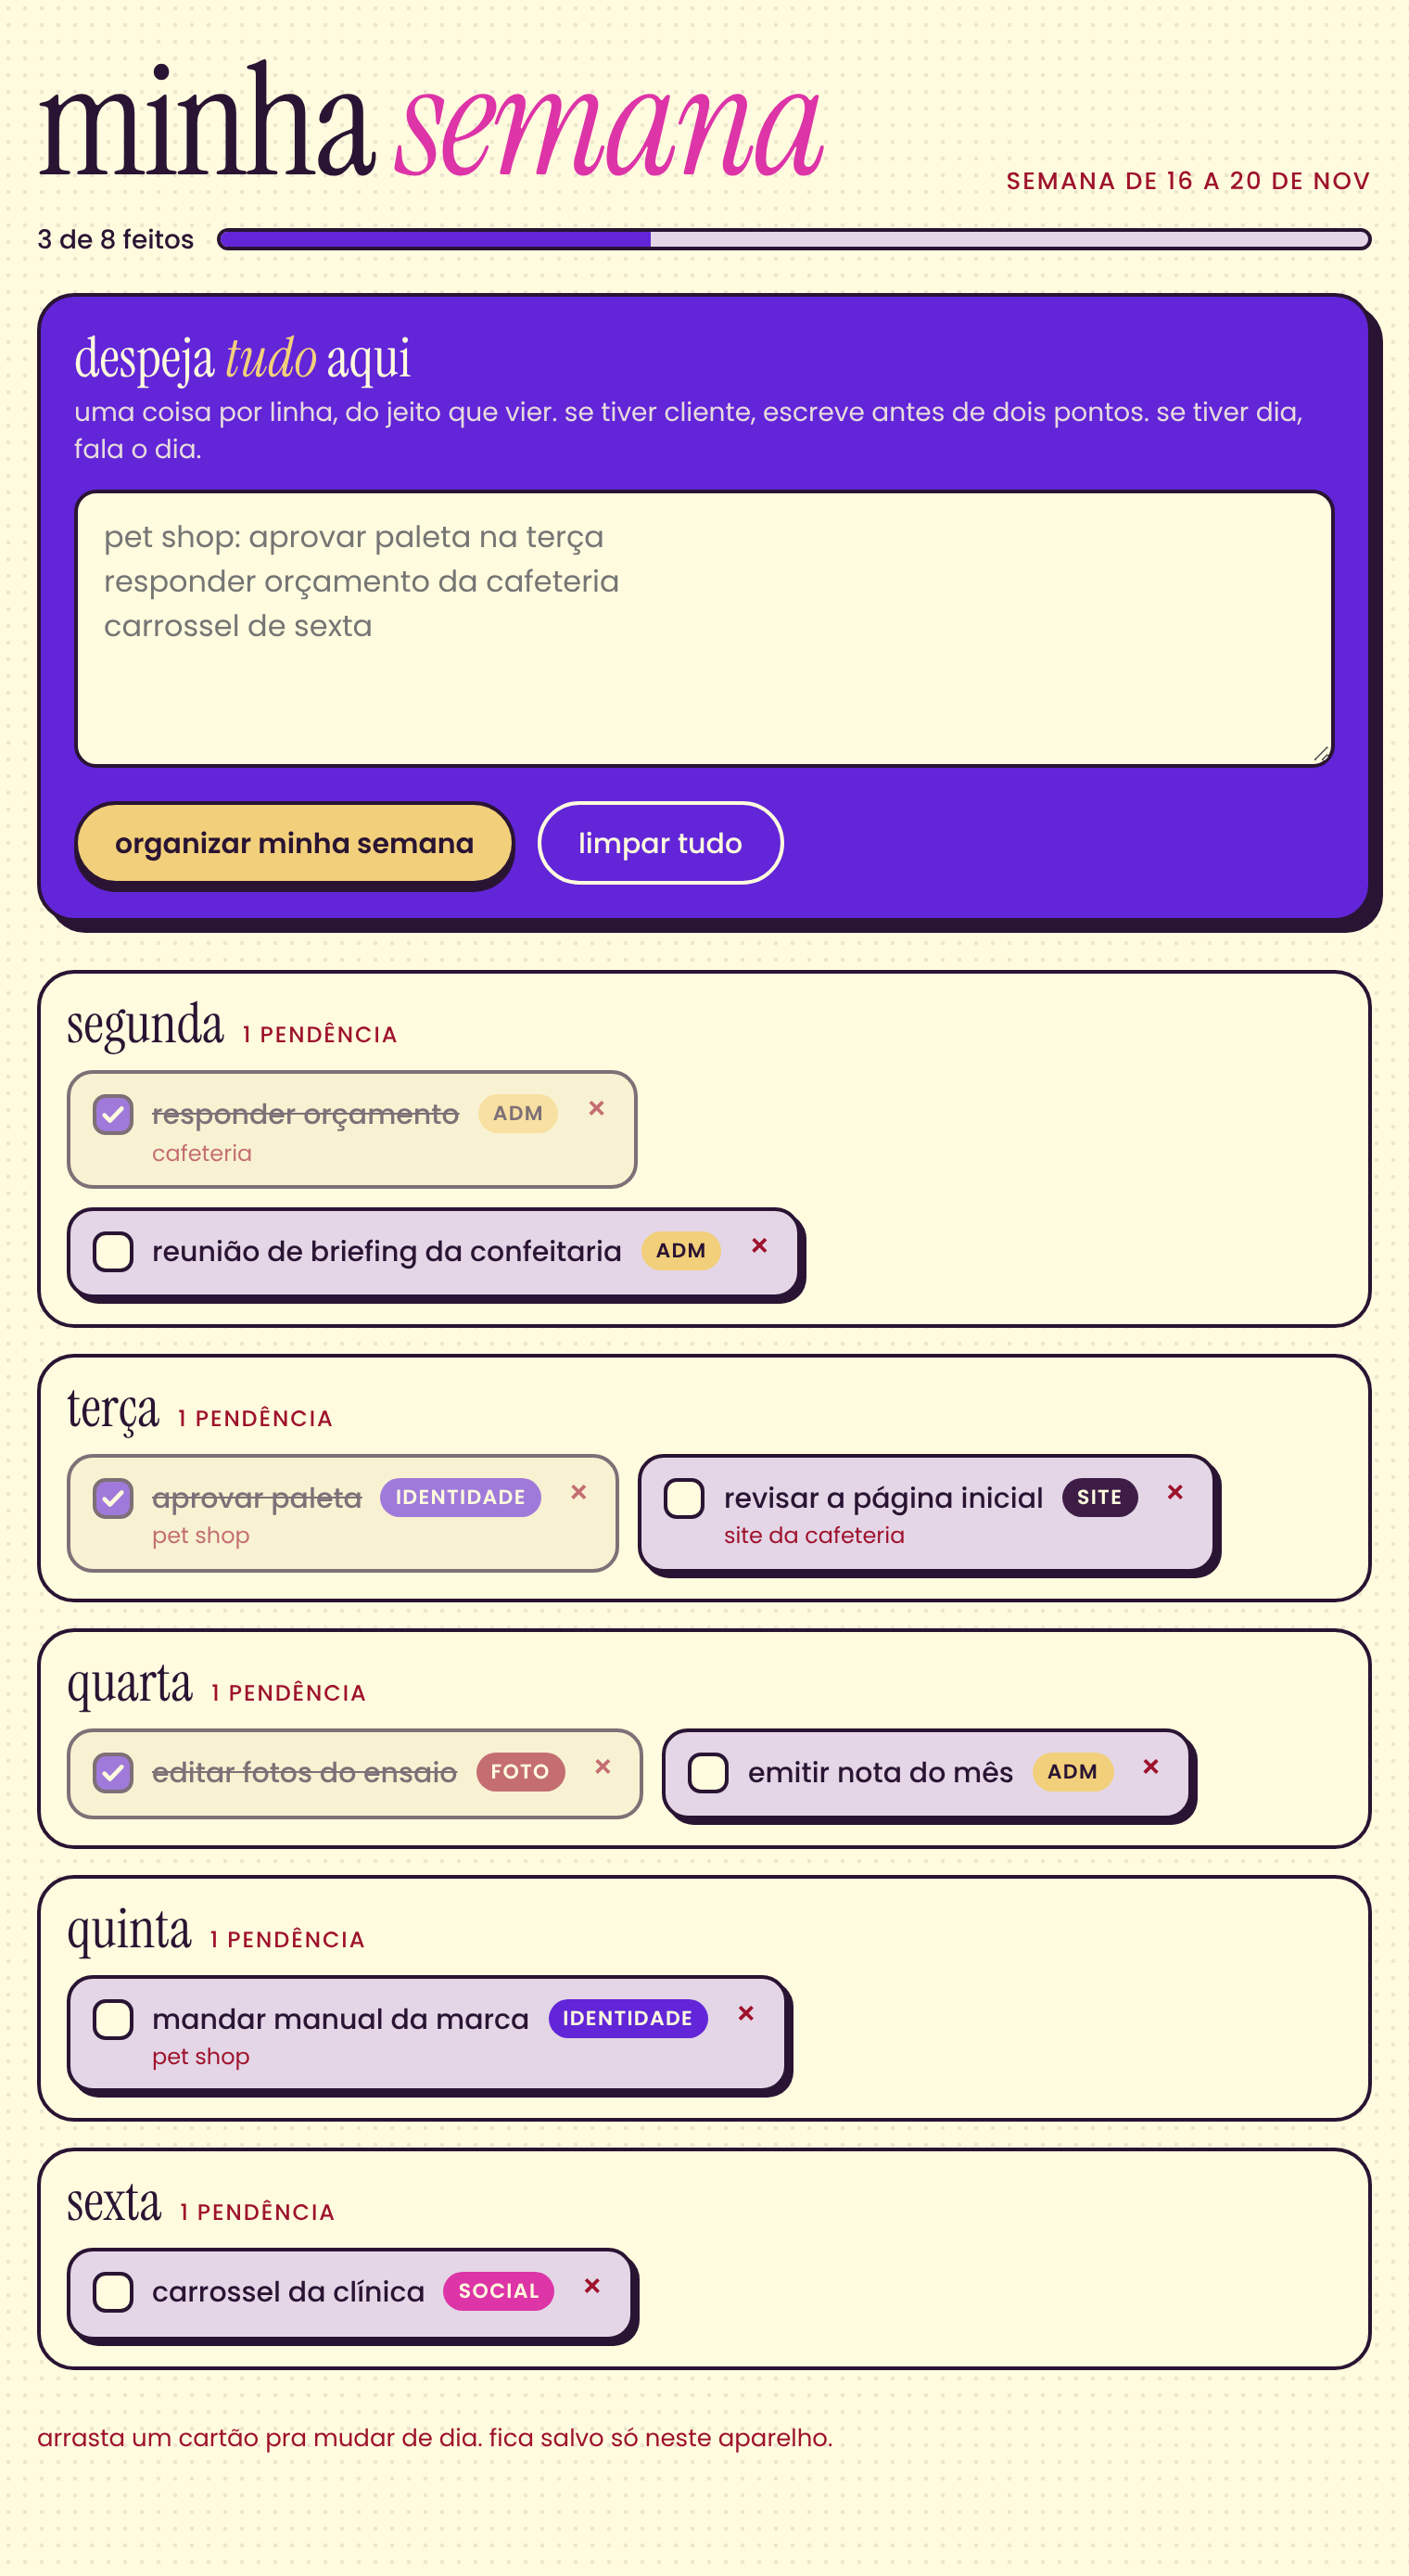 minha semana
SEMANA DE 16 A 20 DE NOV
3 de 8 feitos
despeja tudo aqui
uma coisa por linha, do jeito que vier. se tiver cliente, escreve antes de dois pontos. se tiver dia,
fala o dia.
pet shop: aprovar paleta na terça
responder orçamento da cafeteria
carrossel de sexta
organizar minha semana
limpar tudo
segunda 1 PENDÊNCIA
responder orçamento ADM ×
cafeteria
reunião de briefing da confeitaria ADM ×
terça 1 PENDÊNCIA
aprovar paleta IDENTIDADE ×
pet shop
revisar a página inicial SITE ×
site da cafeteria
quarta 1 PENDÊNCIA
editar fotos do ensaio FOTO ×
emitir nota do mês ADM ×
quinta 1 PENDÊNCIA
mandar manual da marca IDENTIDADE ×
pet shop
sexta 1 PENDÊNCIA
carrossel da clínica SOCIAL ×
arrasta um cartão pra mudar de dia. fica salvo só neste aparelho.